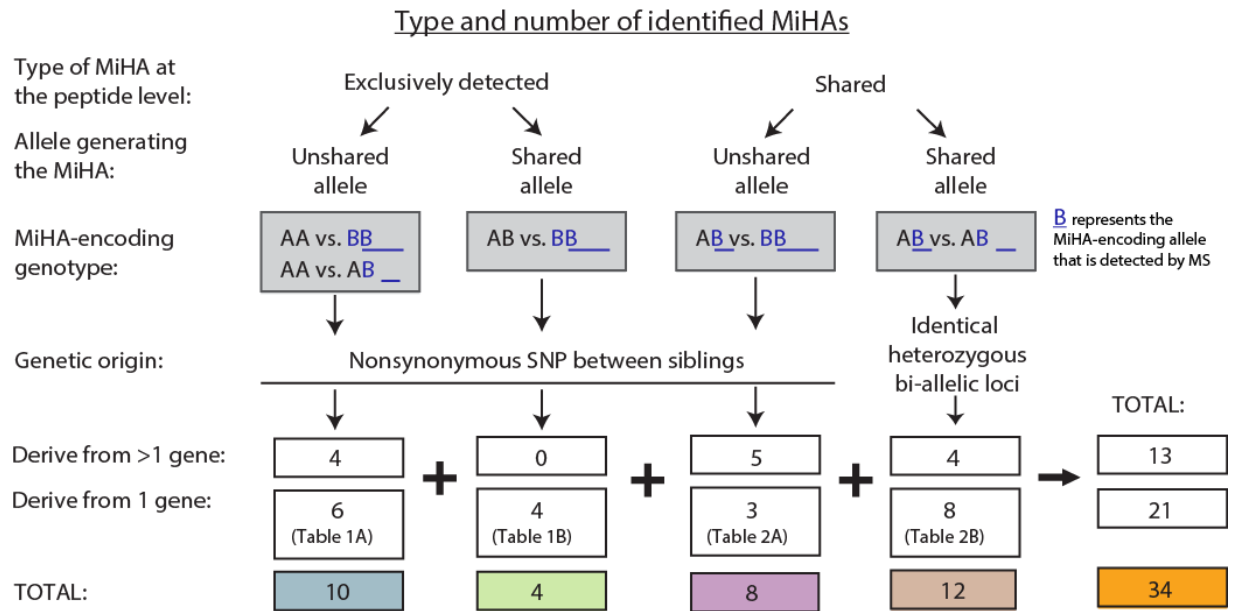 Type and number of identified MiHAs
Type of MiHA at
the peptide level:
Exclusively detected
Shared
Allele generating
the MiHA:
Unshared
allele
Shared
allele
Unshared
allele
Shared
allele
MiHA-encoding
genotype:
AA vs. BB
AA vs. AB
AB vs. BB
AB vs. BB
AB vs. AB
B represents the
MiHA-encoding allele
that is detected by MS
Genetic origin:
Nonsynonymous SNP between siblings
Identical
heterozygous
bi-allelic loci
TOTAL:
Derive from >1 gene:
4 + 0 + 5 + 4 13
Derive from 1 gene:
6 4 3 8 21
(Table 1A) (Table 1B) (Table 2A) (Table 2B)
TOTAL:
10 4 8 12 34